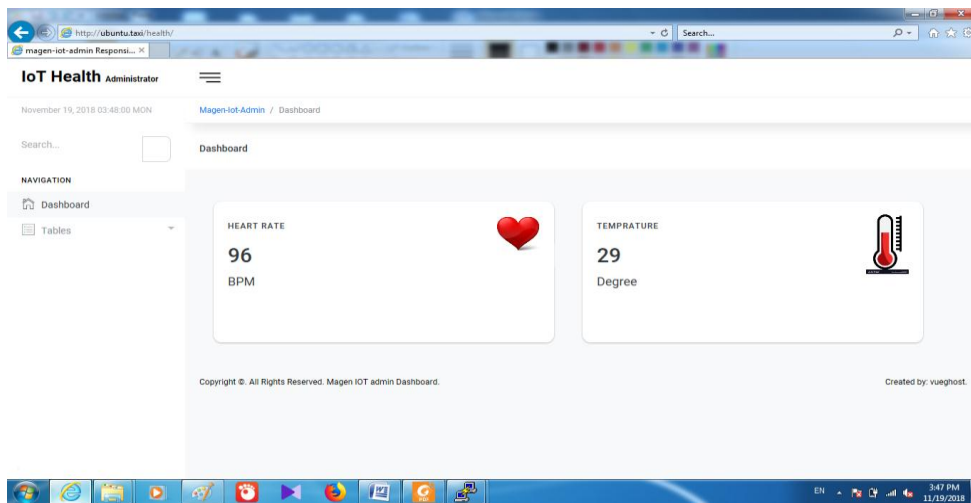 http://ubuntu.taxi/health/
Search...
magen-iot-admin Responsi...
IoT Health Administrator
November 19, 2018 03:48:00 MON
Magen-Iot-Admin / Dashboard
Search...
Dashboard
NAVIGATION
Dashboard
Tables
HEART RATE
96
BPM
TEMPRATURE
29
Degree
Copyright ©. All Rights Reserved. Magen IOT admin Dashboard.
Created by: vueghost.
EN
3:47 PM
11/19/2018